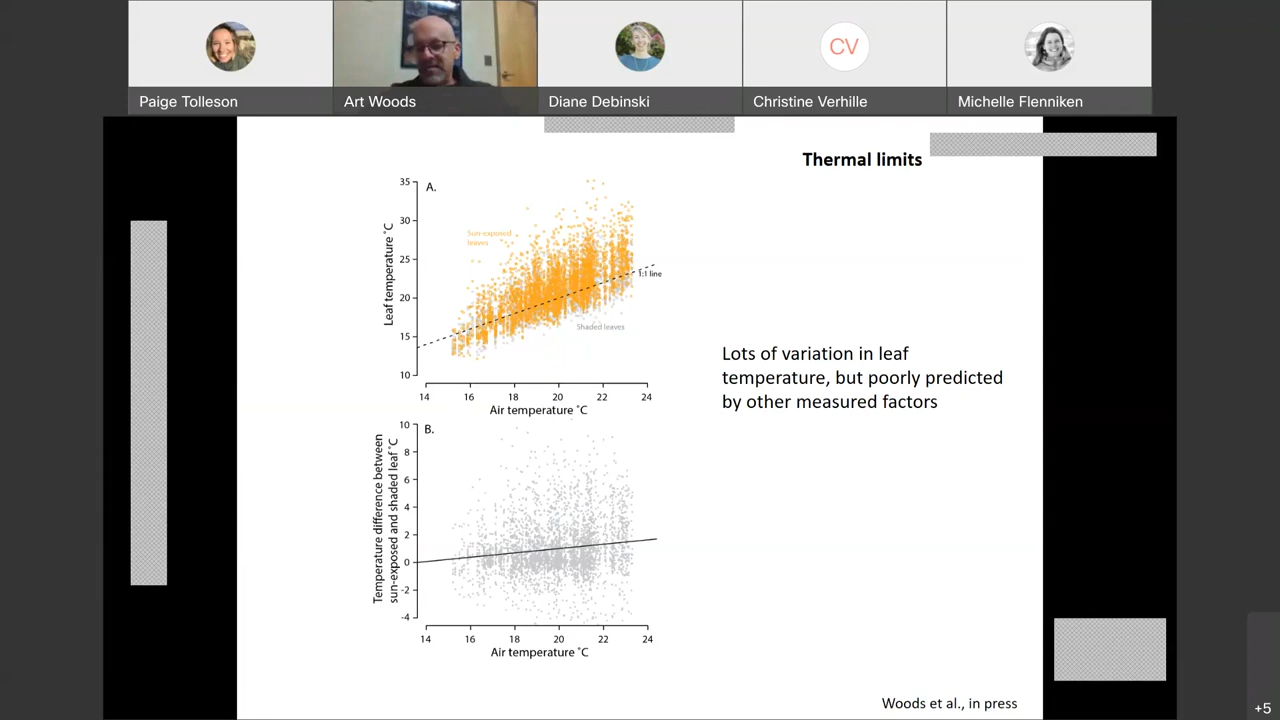 Paige Tolleson
Art Woods
Diane Debinski
CV
Christine Verhille
Michelle Flenniken
Thermal limits
A.
35
30
25
20
15
10
Leaf temperature ˚C
Sun-exposed
leaves
1:1 line
Shaded leaves
14 16 18 20 22 24
Air temperature ˚C
Lots of variation in leaf
temperature, but poorly predicted
by other measured factors
B.
10
8
6
4
2
0
-2
-4
Temperature difference between
sun-exposed and shaded leaf ˚C
14 16 18 20 22 24
Air temperature ˚C
Woods et al., in press
+5